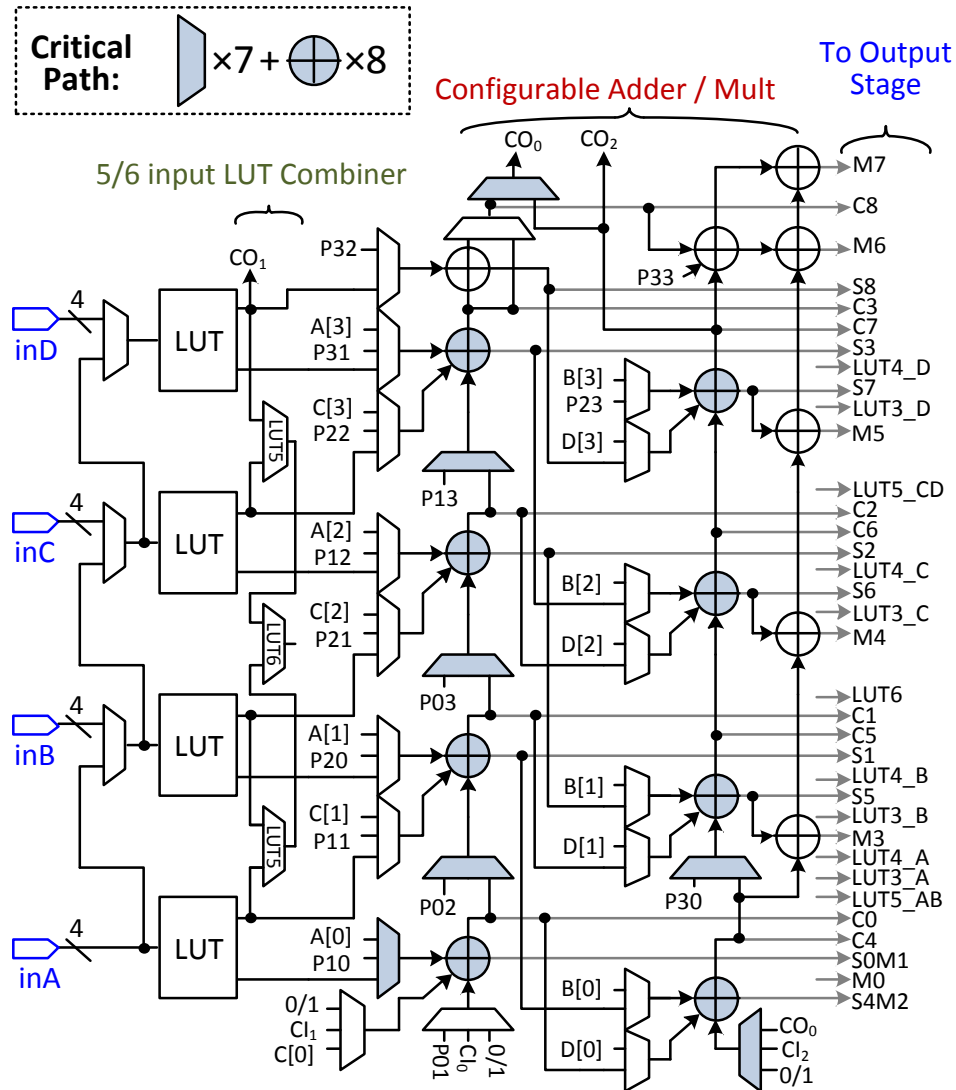 Critical
Path:
×7 + ×8
To Output
Stage
Configurable Adder / Mult
5/6 input LUT Combiner
CO0
CO2
CO1
M7
C8
P32
M6
P33
S8
4
C3
inD
LUT
A[3]
C7
P31
S3
LUT4_D
B[3]
S7
P23
LUT3_D
C[3]
M5
P22
LUT5
D[3]
P13
LUT5_CD
4
C2
inC
LUT
A[2]
C6
P12
S2
LUT4_C
B[2]
S6
C[2]
LUT3_C
P21
M4
LUT6
D[2]
P03
LUT6
4
C1
inB
LUT
A[1]
C5
P20
S1
LUT4_B
B[1]
S5
C[1]
LUT3_B
P11
M3
LUT5
D[1]
LUT4_A
LUT3_A
P02
P30
LUT5_AB
C0
4
inA
LUT
A[0]
C4
P10
S0M1
M0
B[0]
S4M2
0/1
CI1
C[0]
P01
CI0
0/1
D[0]
CO0
CI2
0/1